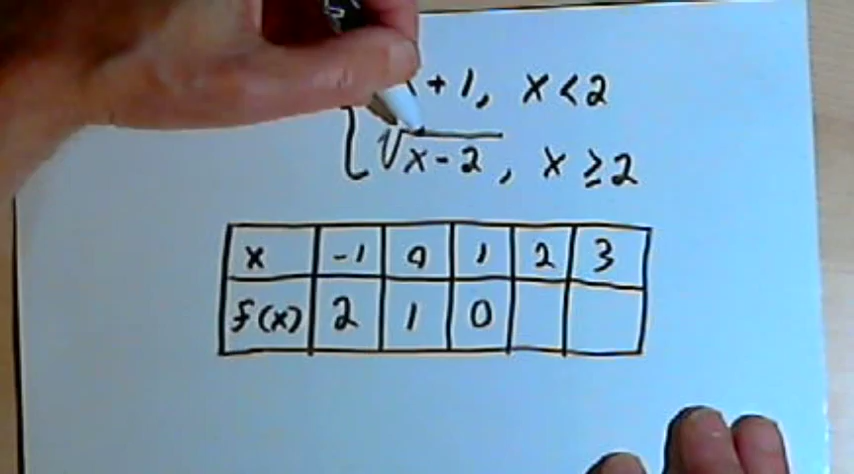 + 1, x < 2
√x - 2, x ≥ 2
x -1 0 1 2 3
f(x) 2 1 0